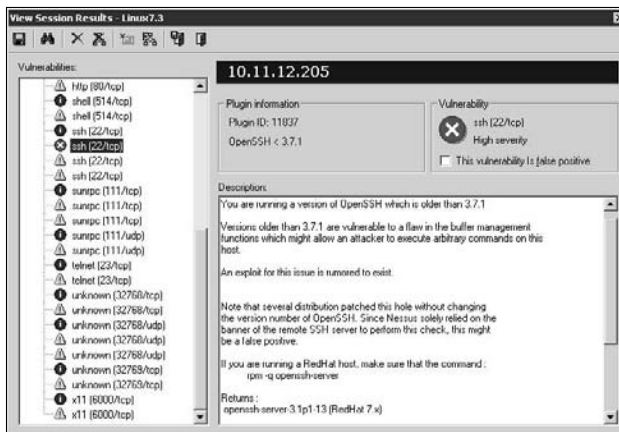 View Session Results - Linux7.3
Vulnerabilities:
http (80/tcp)
shell (514/tcp)
shell (514/tcp)
ssh (22/tcp)
ssh (22/tcp)
ssh (22/tcp)
ssh (22/tcp)
sunrpc (111/tcp)
sunrpc (111/tcp)
sunrpc (111/tcp)
sunrpc (111/udp)
sunrpc (111/udp)
telnet (23/tcp)
telnet (23/tcp)
unknown (32768/tcp)
unknown (32768/tcp)
unknown (32768/udp)
unknown (32768/udp)
unknown (32768/udp)
unknown (32769/tcp)
unknown (32769/tcp)
x11 (6000/tcp)
x11 (6000/tcp)
10.11.12.205
Plugin information
Plugin ID: 11837
OpenSSH < 3.7.1
Vulnerability
ssh (22/tcp)
High severity
This vulnerability Is false positive
Description:
You are running a version of OpenSSH which is older than 3.7.1
Versions older than 3.7.1 are vulnerable to a flaw in the buffer management
functions which might allow an attacker to execute arbitrary commands on this
host.
An exploit for this issue is rumored to exist.
Note that several distribution patched this hole without changing
the version number of OpenSSH. Since Nessus solely relied on the
banner of the remote SSH server to perform this check, this might
be a false positive.
If you are running a RedHat host, make sure that the command :
rpm -q openssh-server
Returns :
openssh-server-3.1p1-13 (RedHat 7.x)